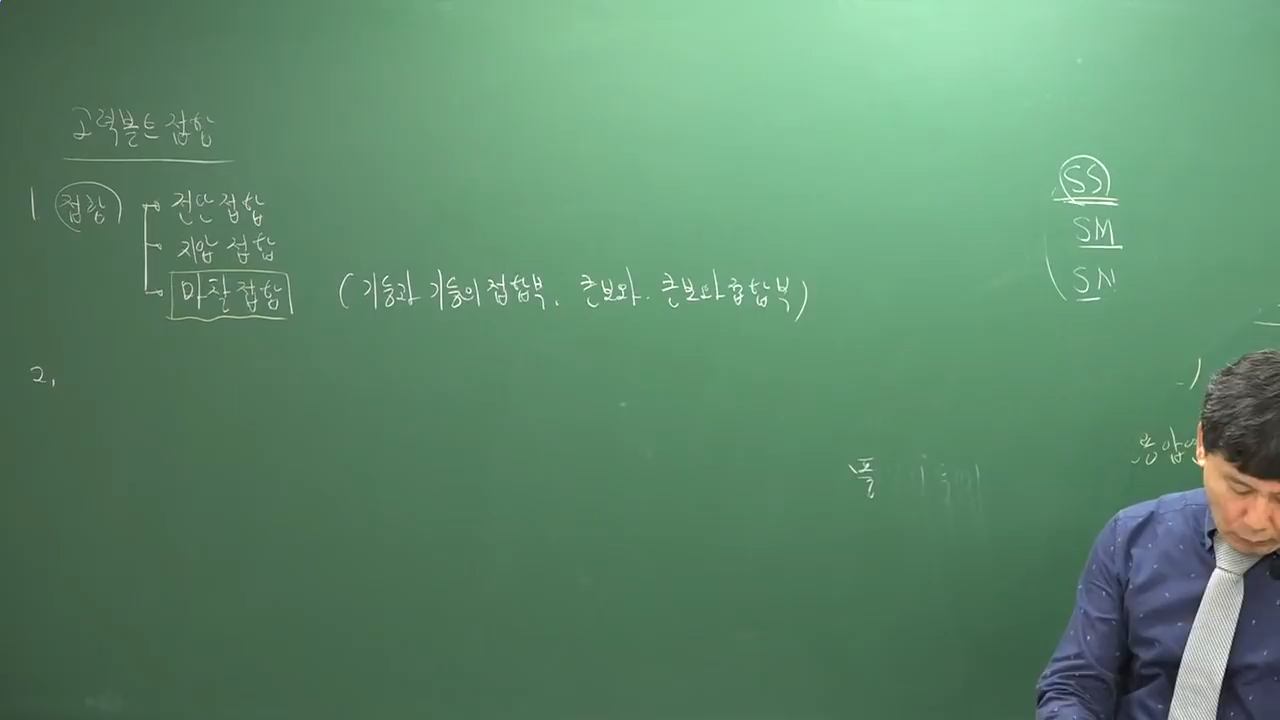 고력볼트 접합
1 접합
전단 접합
지압 접합
마찰 접합 (기둥과 기둥의 접합부. 큰보와. 큰보와 접합부)
2.
SS
SM
SN